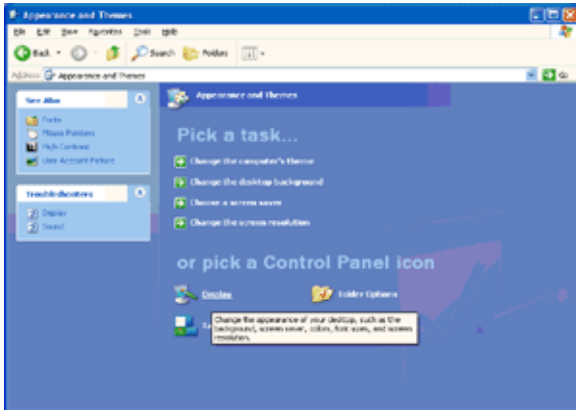 Appearance and Themes
File Edit View Favorites Tools Help
Back Search Folders
Address Appearance and Themes Go
See Also
Fonts
Mouse Pointers
High Contrast
User Account Picture
Troubleshooters
Display
Sound
Appearance and Themes
Pick a task...
Change the computer's theme
Change the desktop background
Choose a screen saver
Change the screen resolution
or pick a Control Panel icon
Display Folder Options
Change the appearance of your desktop, such as the
background, screen saver, colors, font sizes, and screen
resolution.